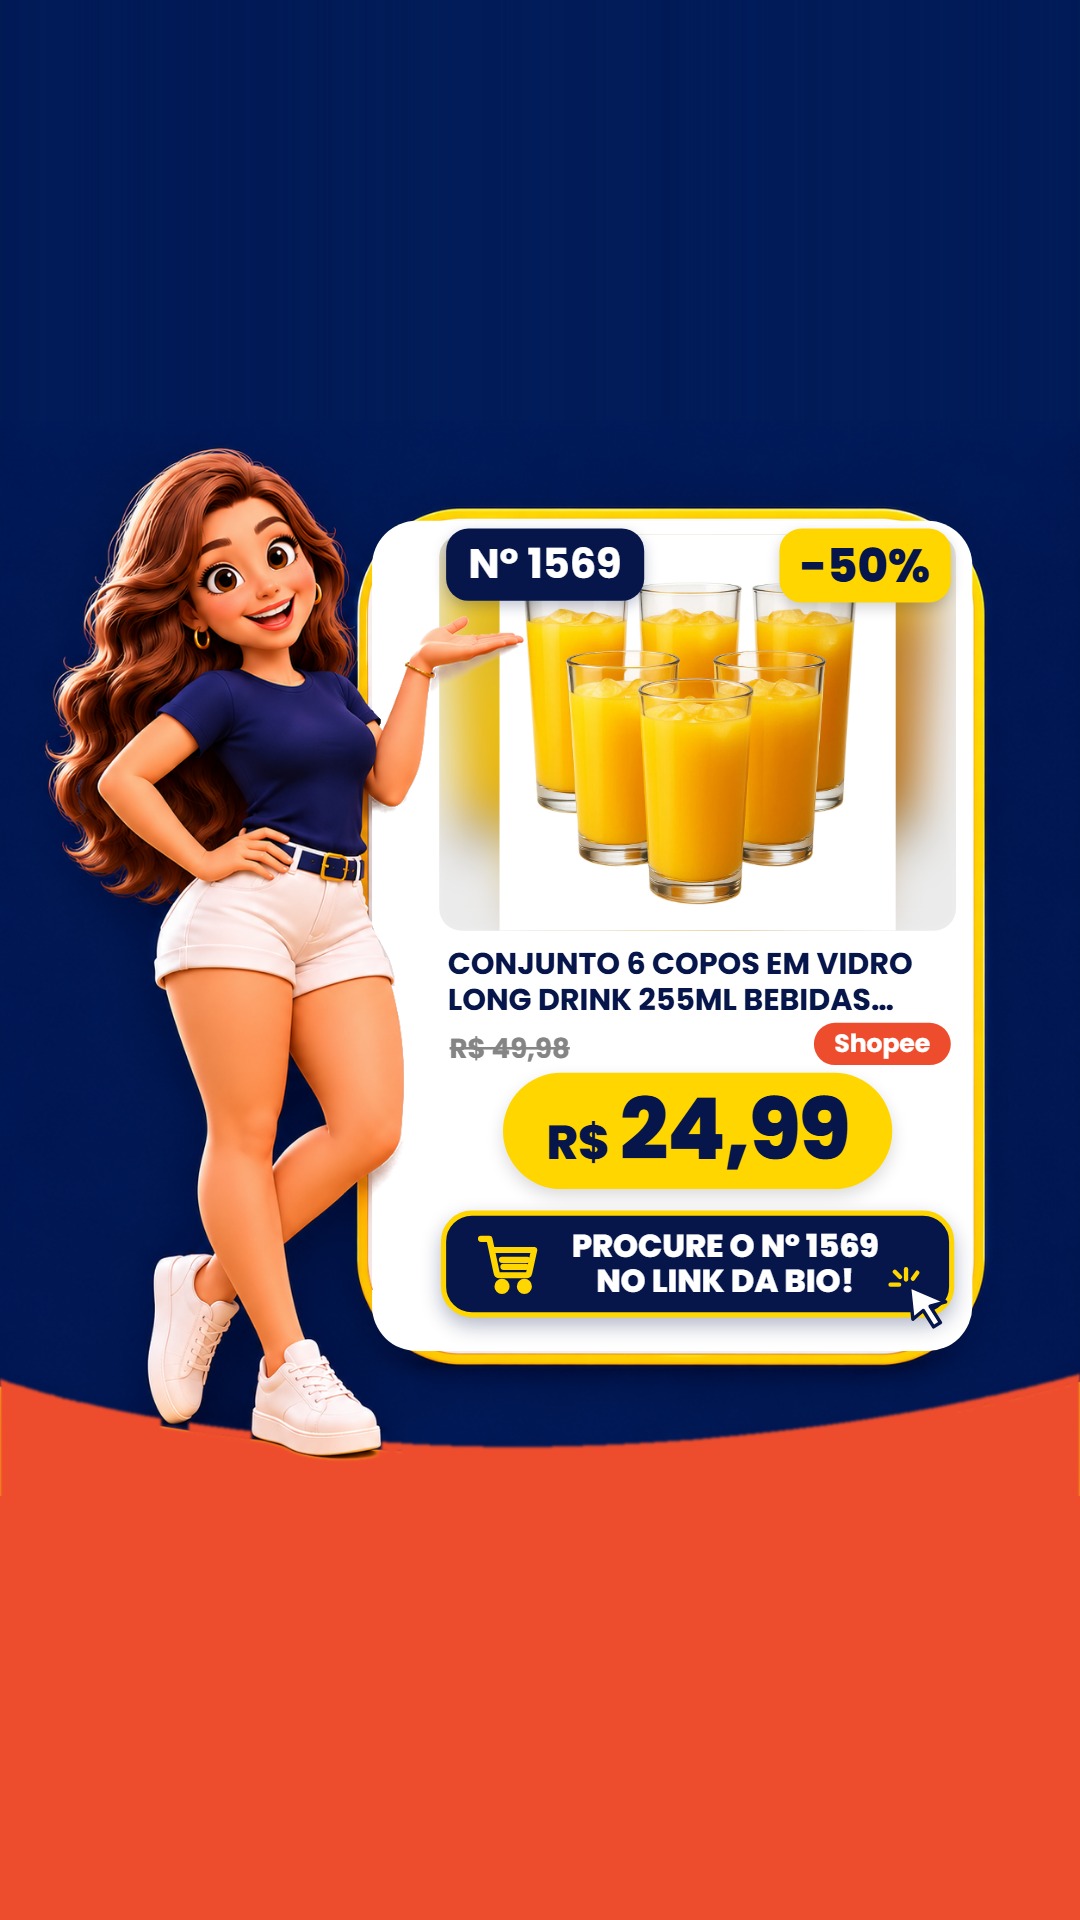 Nº 1569
-50%
CONJUNTO 6 COPOS EM VIDRO
LONG DRINK 255ML BEBIDAS...
R$ 49,98
Shopee
R$ 24,99
PROCURE O Nº 1569
NO LINK DA BIO!